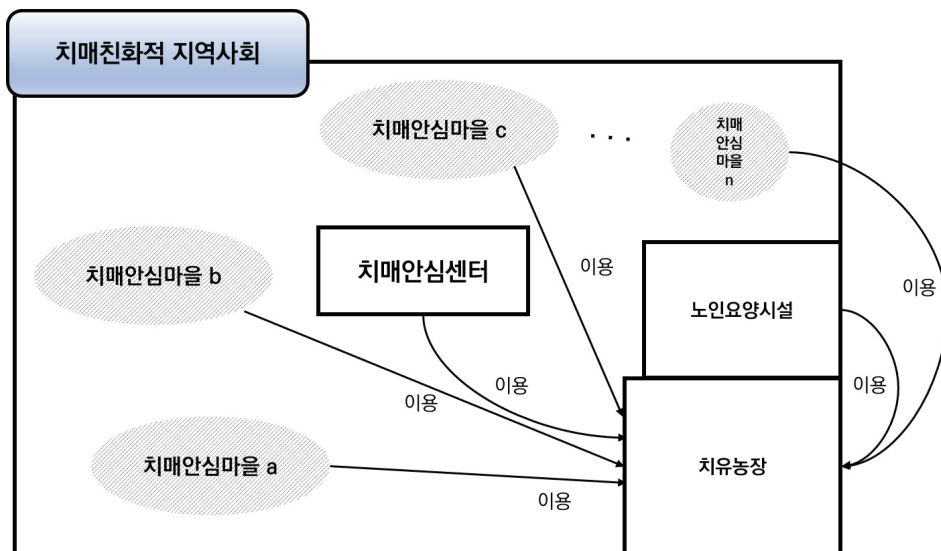 치매친화적 지역사회
치매안심마을 c
. . .
치매
안심
마을
n
치매안심마을 b
치매안심센터
이용
노인요양시설
이용
이용
이용
이용
치매안심마을 a
치유농장
이용